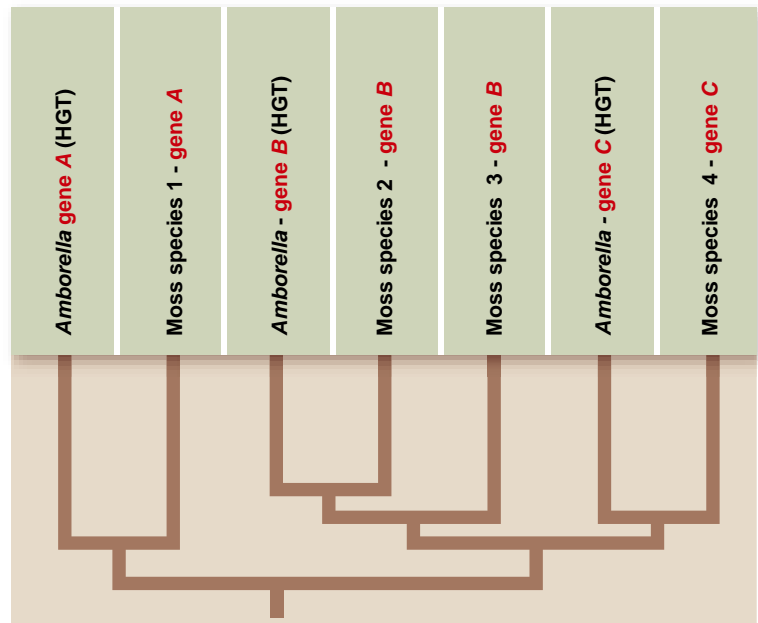 Amborella gene A (HGT)
Moss species 1 - gene A
Amborella - gene B (HGT)
Moss species 2 - gene B
Moss species 3 - gene B
Amborella - gene C (HGT)
Moss species 4 - gene C